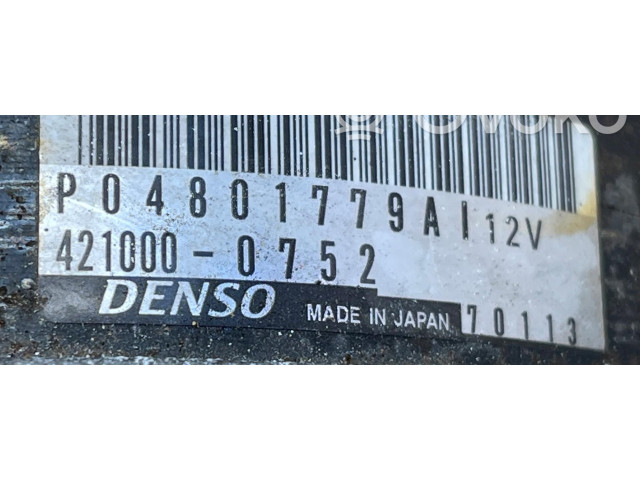 P04801779AI 12V
421000-0752
DENSO MADE IN JAPAN 70113